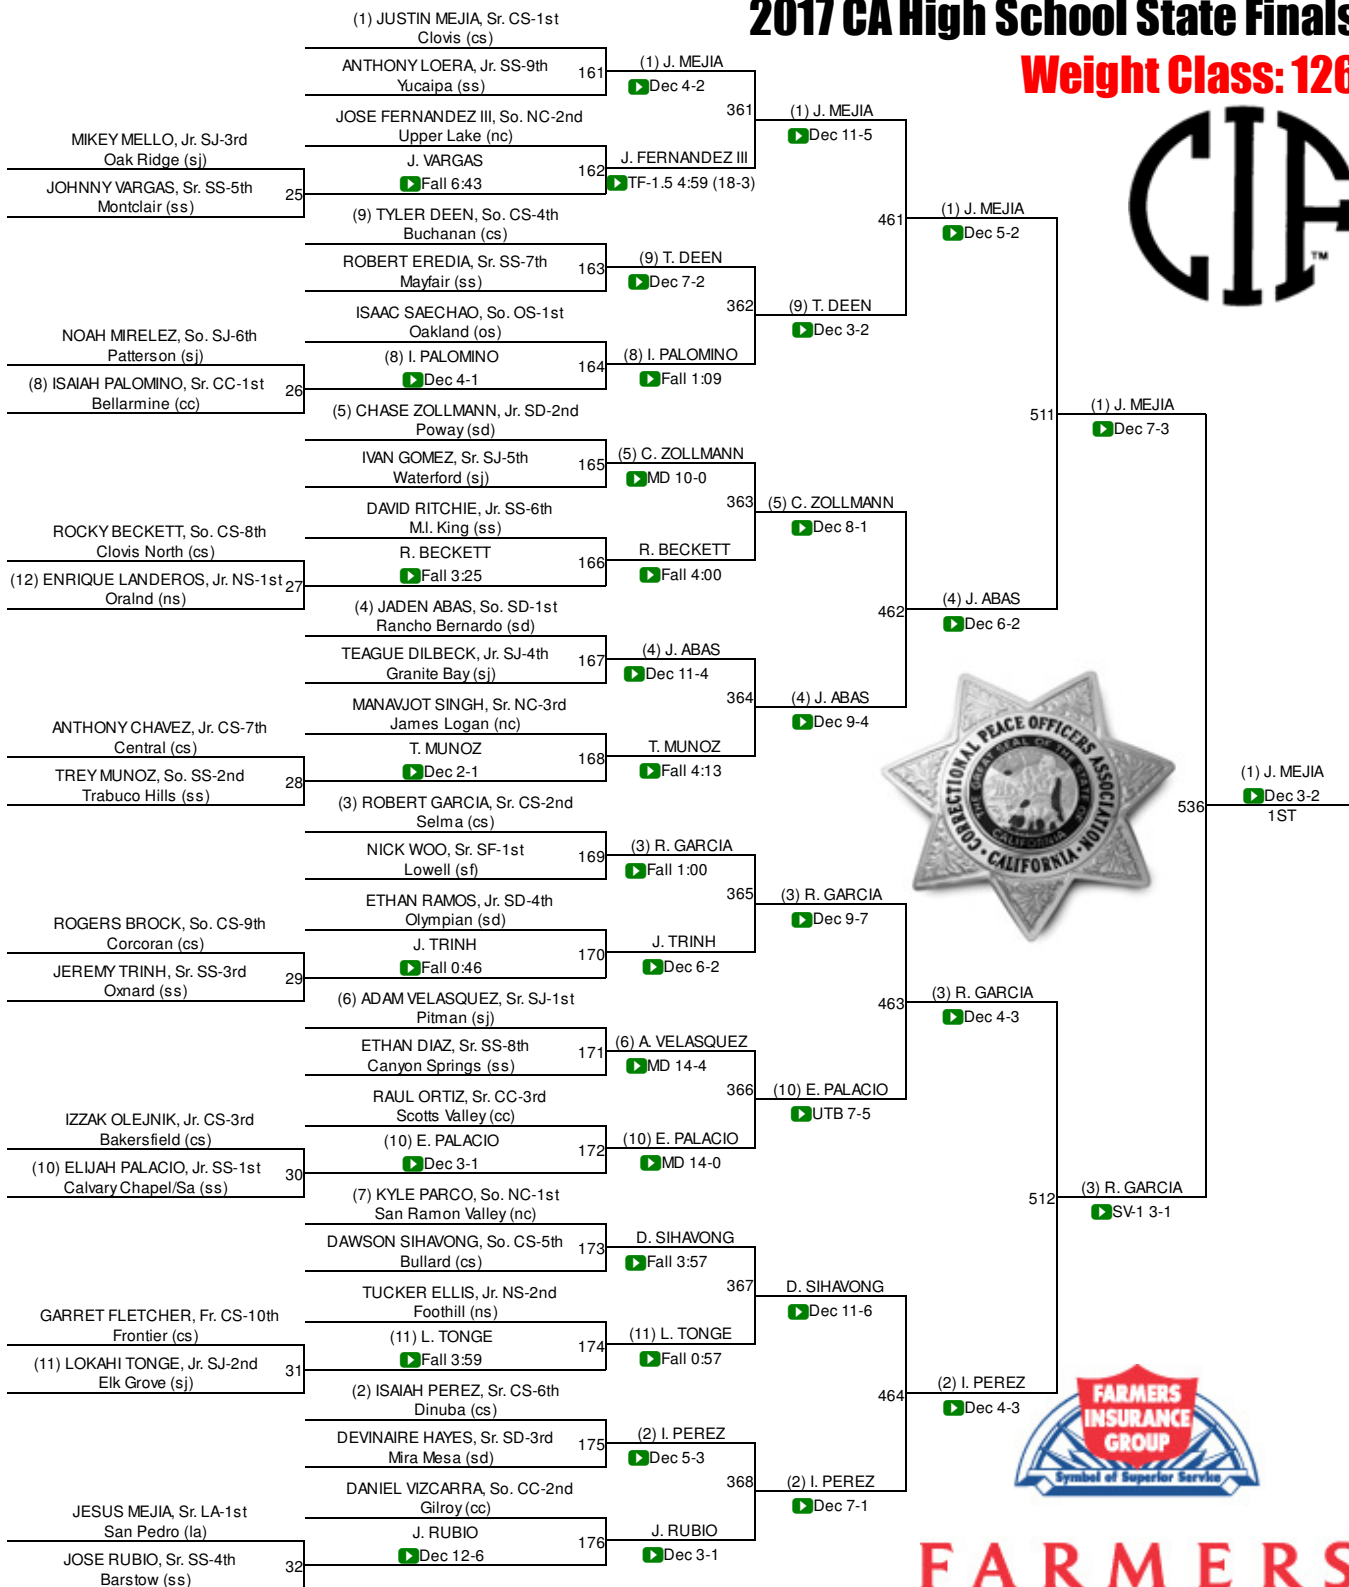 2017 CA High School State Finals
Weight Class: 126
CIF
TM
(1) JUSTIN MEJIA, Sr. CS-1st
Clovis (cs)
ANTHONY LOERA, Jr. SS-9th
Yucaipa (ss)
161
(1) J. MEJIA
Dec 4-2
JOSE FERNANDEZ III, So. NC-2nd
Upper Lake (nc)
361
(1) J. MEJIA
Dec 11-5
MIKEY MELLO, Jr. SJ-3rd
Oak Ridge (sj)
J. VARGAS
Fall 6:43
162
J. FERNANDEZ III
TF-1.5 4:59 (18-3)
JOHNNY VARGAS, Sr. SS-5th
Montclair (ss)
25
(9) TYLER DEEN, So. CS-4th
Buchanan (cs)
461
(1) J. MEJIA
Dec 5-2
ROBERT EREDIA, Sr. SS-7th
Mayfair (ss)
163
(9) T. DEEN
Dec 7-2
ISAAC SAECHAO, So. OS-1st
Oakland (os)
362
(9) T. DEEN
Dec 3-2
NOAH MIRELEZ, So. SJ-6th
Patterson (sj)
(8) I. PALOMINO
Dec 4-1
164
(8) I. PALOMINO
Fall 1:09
(8) ISAIAH PALOMINO, Sr. CC-1st
Bellarmine (cc)
26
(5) CHASE ZOLLMANN, Jr. SD-2nd
Poway (sd)
511
(1) J. MEJIA
Dec 7-3
IVAN GOMEZ, Sr. SJ-5th
Waterford (sj)
165
(5) C. ZOLLMANN
MD 10-0
DAVID RITCHIE, Jr. SS-6th
M.l. King (ss)
363
(5) C. ZOLLMANN
Dec 8-1
ROCKY BECKETT, So. CS-8th
Clovis North (cs)
R. BECKETT
Fall 3:25
166
R. BECKETT
Fall 4:00
(12) ENRIQUE LANDEROS, Jr. NS-1st
Oralnd (ns)
27
(4) JADEN ABAS, So. SD-1st
Rancho Bernardo (sd)
462
(4) J. ABAS
Dec 6-2
TEAGUE DILBECK, Jr. SJ-4th
Granite Bay (sj)
167
(4) J. ABAS
Dec 11-4
MANAVJOT SINGH, Sr. NC-3rd
James Logan (nc)
364
(4) J. ABAS
Dec 9-4
ANTHONY CHAVEZ, Jr. CS-7th
Central (cs)
T. MUNOZ
Dec 2-1
168
T. MUNOZ
Fall 4:13
TREY MUNOZ, So. SS-2nd
Trabuco Hills (ss)
28
CORRECTIONAL PEACE OFFICERS ASSOCIATION
CALIFORNIA
THE GREAT SEAL OF THE STATE OF
CALIFORNIA
(3) ROBERT GARCIA, Sr. CS-2nd
Selma (cs)
536
(1) J. MEJIA
Dec 3-2
1ST
NICK WOO, Sr. SF-1st
Lowell (sf)
169
(3) R. GARCIA
Fall 1:00
ETHAN RAMOS, Jr. SD-4th
Olympian (sd)
365
(3) R. GARCIA
Dec 9-7
ROGERS BROCK, So. CS-9th
Corcoran (cs)
J. TRINH
Fall 0:46
170
J. TRINH
Dec 6-2
JEREMY TRINH, Sr. SS-3rd
Oxnard (ss)
29
(6) ADAM VELASQUEZ, Sr. SJ-1st
Pitman (sj)
463
(3) R. GARCIA
Dec 4-3
ETHAN DIAZ, Sr. SS-8th
Canyon Springs (ss)
171
(6) A. VELASQUEZ
MD 14-4
RAUL ORTIZ, Sr. CC-3rd
Scotts Valley (cc)
366
(10) E. PALACIO
UTB 7-5
IZZAK OLEJNIK, Jr. CS-3rd
Bakersfield (cs)
(10) E. PALACIO
Dec 3-1
172
(10) E. PALACIO
MD 14-0
(10) ELIJAH PALACIO, Jr. SS-1st
Calvary Chapel/Sa (ss)
30
(7) KYLE PARCO, So. NC-1st
San Ramon Valley (nc)
512
(3) R. GARCIA
SV-1 3-1
DAWSON SIHAVONG, So. CS-5th
Bullard (cs)
173
D. SIHAVONG
Fall 3:57
TUCKER ELLIS, Jr. NS-2nd
Foothill (ns)
367
D. SIHAVONG
Dec 11-6
GARRET FLETCHER, Fr. CS-10th
Frontier (cs)
(11) L. TONGE
Fall 3:59
174
(11) L. TONGE
Fall 0:57
(11) LOKAHI TONGE, Jr. SJ-2nd
Elk Grove (sj)
31
(2) ISAIAH PEREZ, Sr. CS-6th
Dinuba (cs)
464
(2) I. PEREZ
Dec 4-3
DEVINAIRE HAYES, Sr. SD-3rd
Mira Mesa (sd)
175
(2) I. PEREZ
Dec 5-3
DANIEL VIZCARRA, So. CC-2nd
Gilroy (cc)
368
(2) I. PEREZ
Dec 7-1
JESUS MEJIA, Sr. LA-1st
San Pedro (la)
J. RUBIO
Dec 12-6
176
J. RUBIO
Dec 3-1
JOSE RUBIO, Sr. SS-4th
Barstow (ss)
32
FARMERS
INSURANCE
GROUP
Symbol of Superior Service
FARMERS